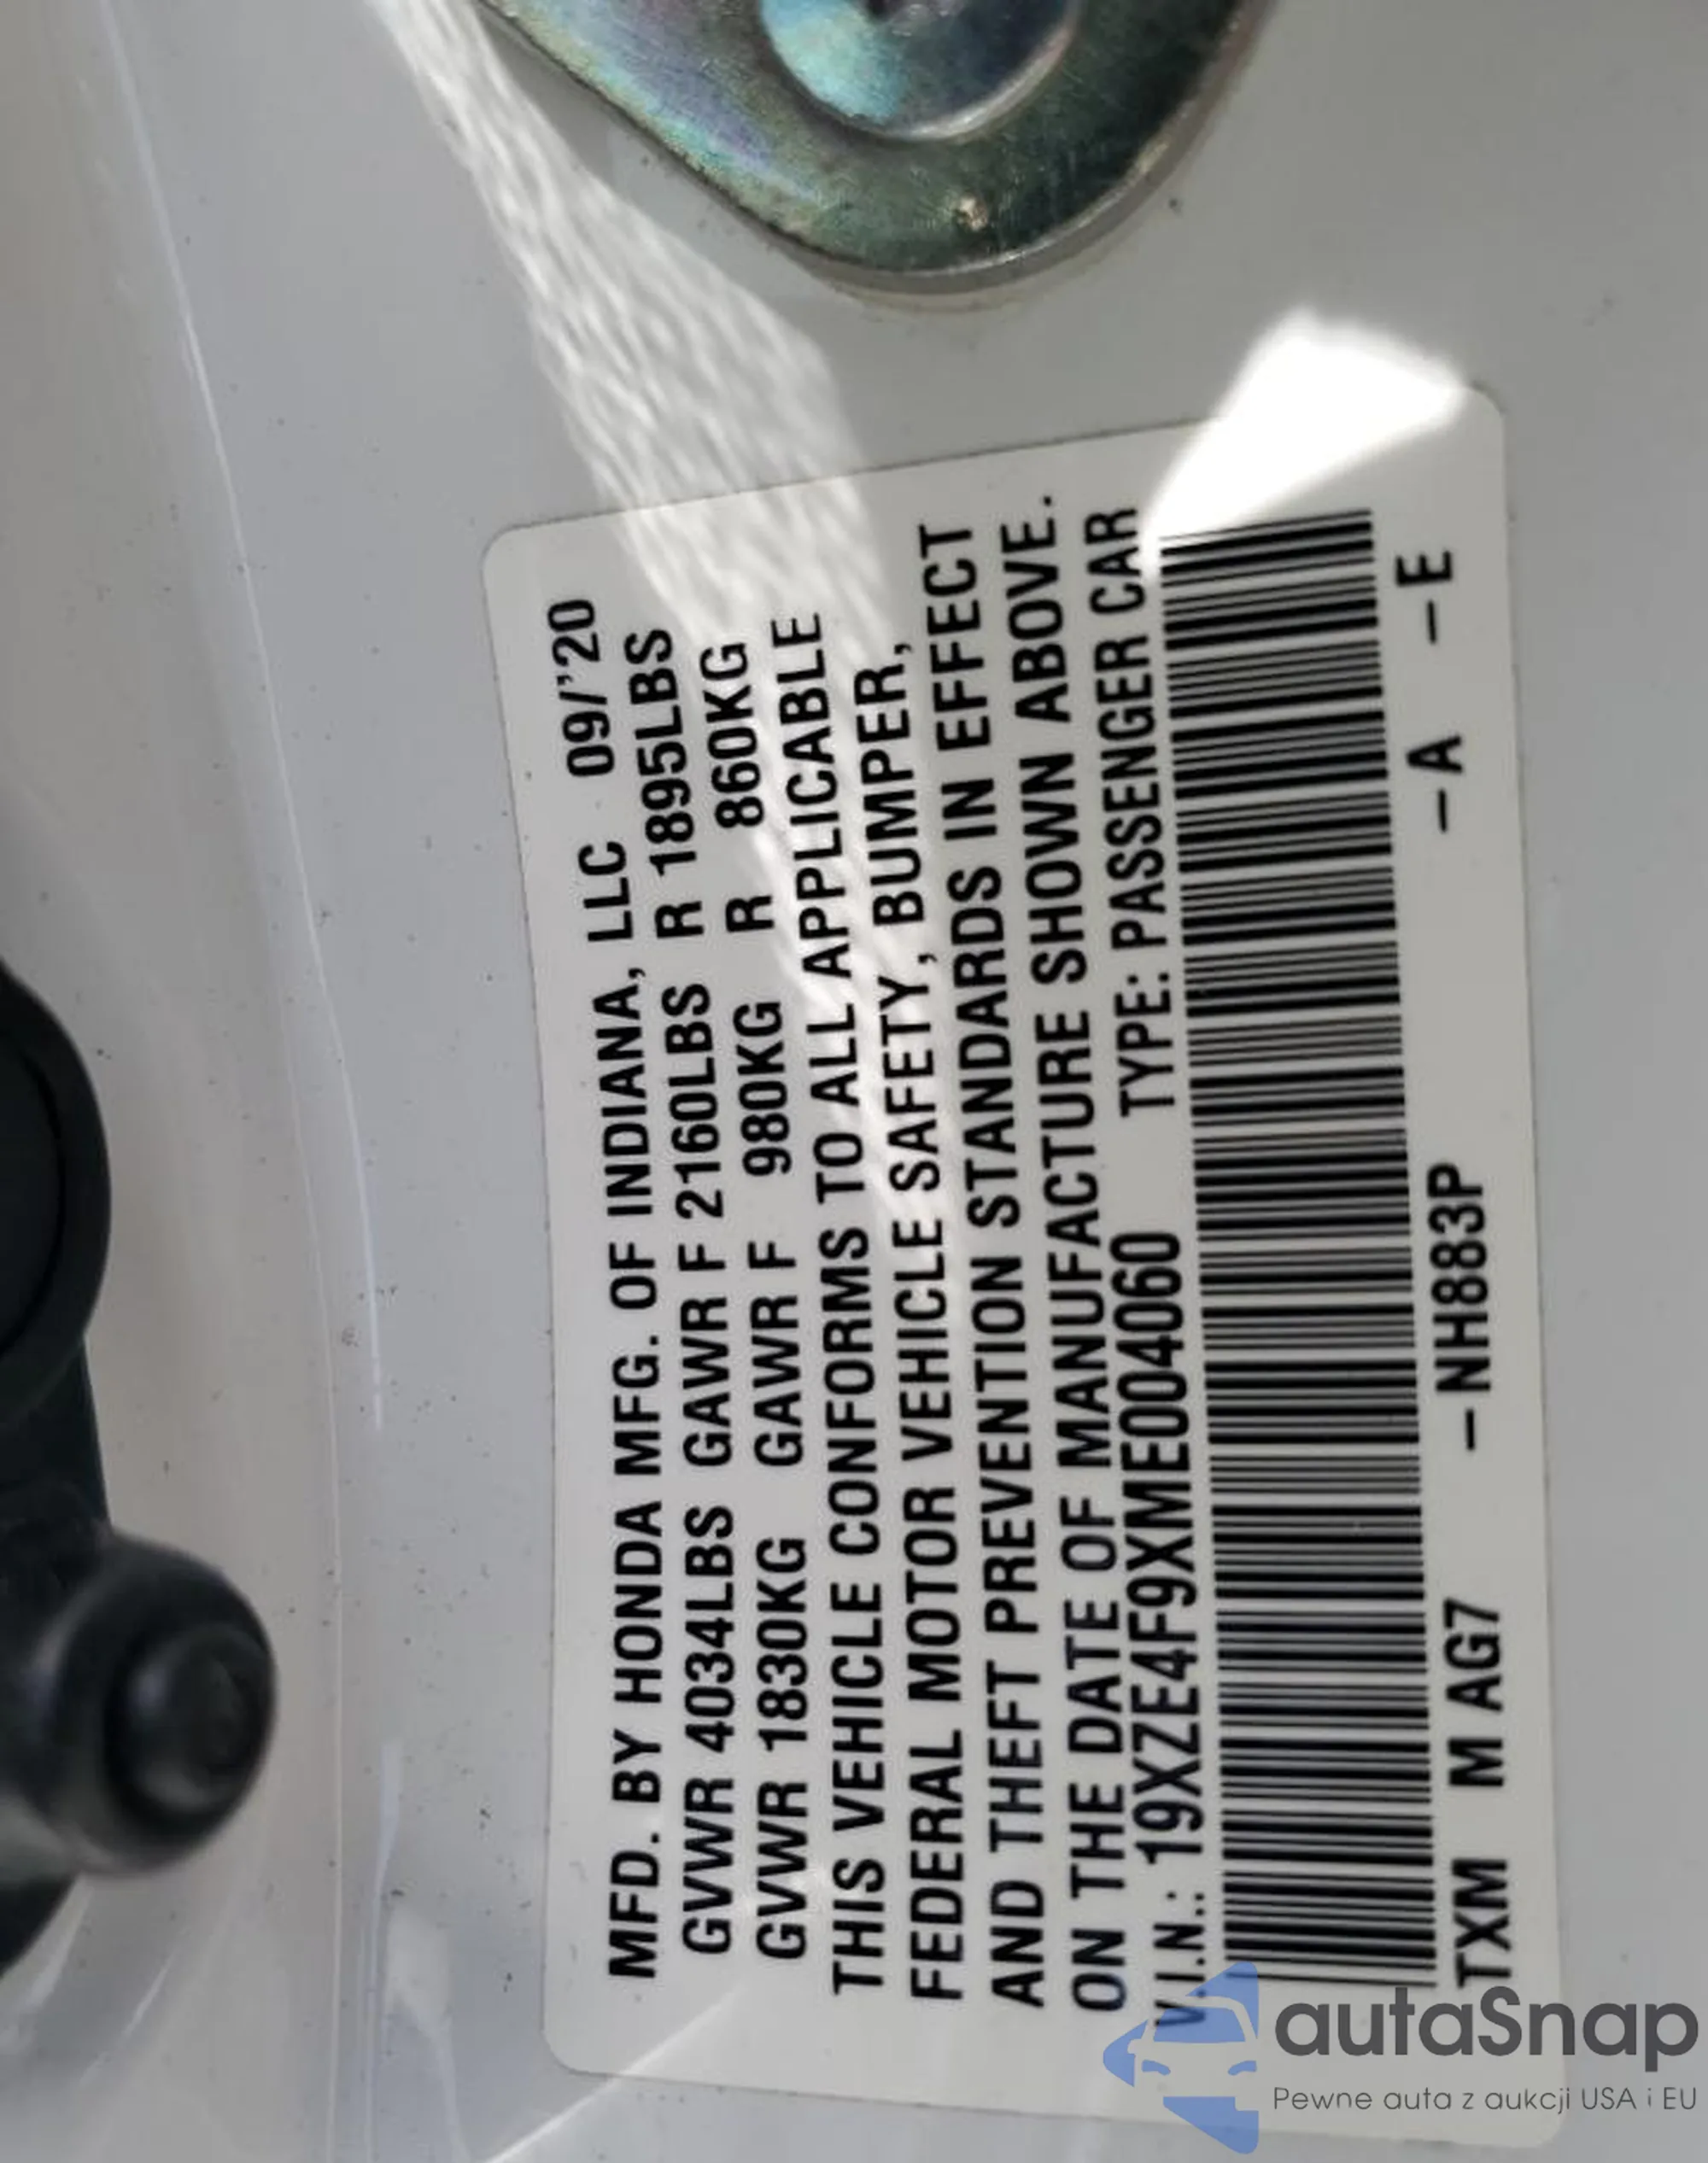 MFD. BY HONDA MFG. OF INDIANA, LLC 09/'20
GVWR 4034LBS GAWR F 2160LBS R 1895LBS
GVWR 1830KG GAWR F 980KG R 860KG
THIS VEHICLE CONFORMS TO ALL APPLICABLE
FEDERAL MOTOR VEHICLE SAFETY, BUMPER,
AND THEFT PREVENTION STANDARDS IN EFFECT
ON THE DATE OF MANUFACTURE SHOWN ABOVE.
V.I.N.: 19XZE4F9XME004060 TYPE: PASSENGER CAR
TXM M AG7 –NH883P –A –E
autaSnap
Pewne auta z aukcji USA i EU